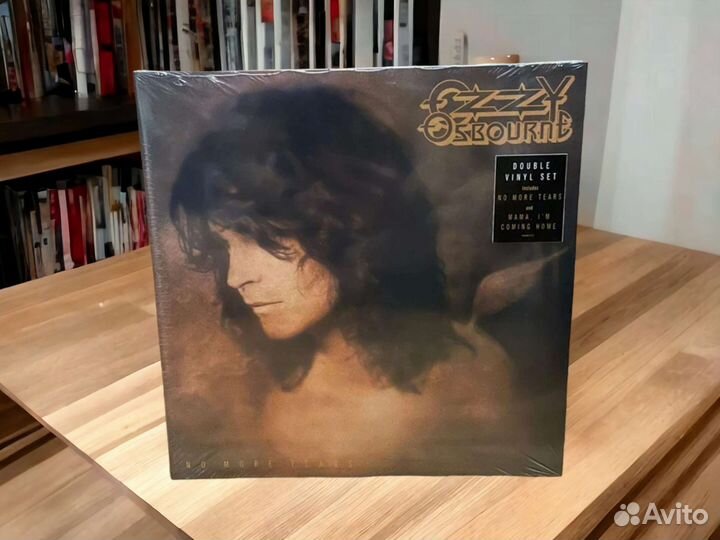 OZZY
OSBOURNE
DOUBLE
VINYL SET
includes
NO MORE TEARS
and
MAMA, I'M
COMING HOME
NO MORE TEARS
Avito